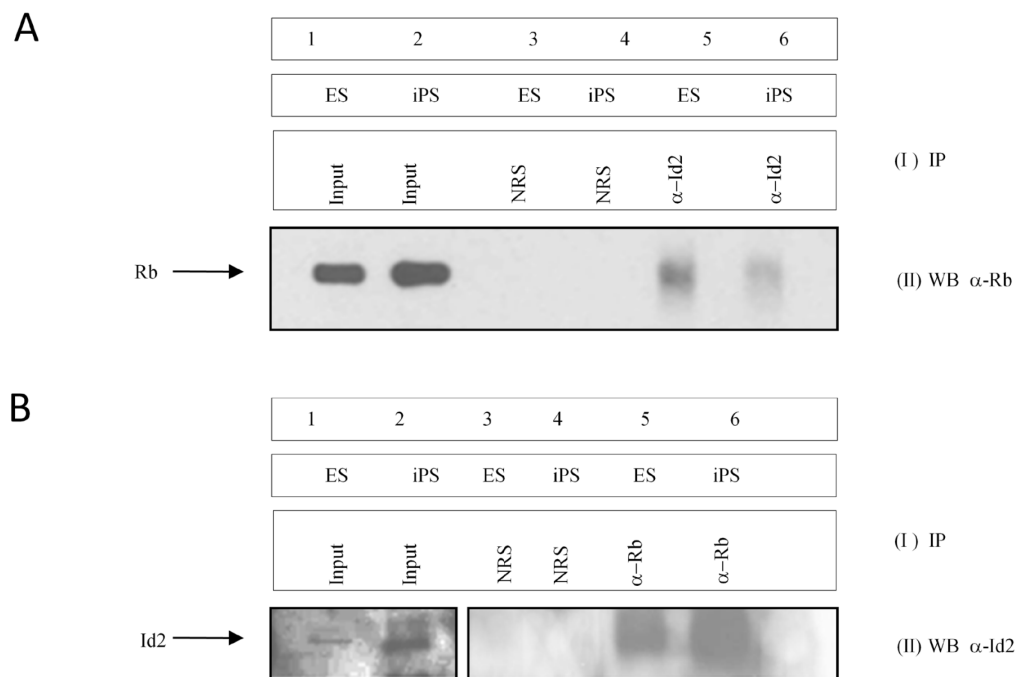 A
1 2 3 4 5 6
ES iPS ES iPS ES iPS
Input Input NRS NRS α–Id2 α–Id2 (I ) IP
Rb (II) WB α-Rb
B
1 2 3 4 5 6
ES iPS ES iPS ES iPS
Input Input NRS NRS α–Rb α–Rb (I ) IP
Id2 (II) WB α-Id2